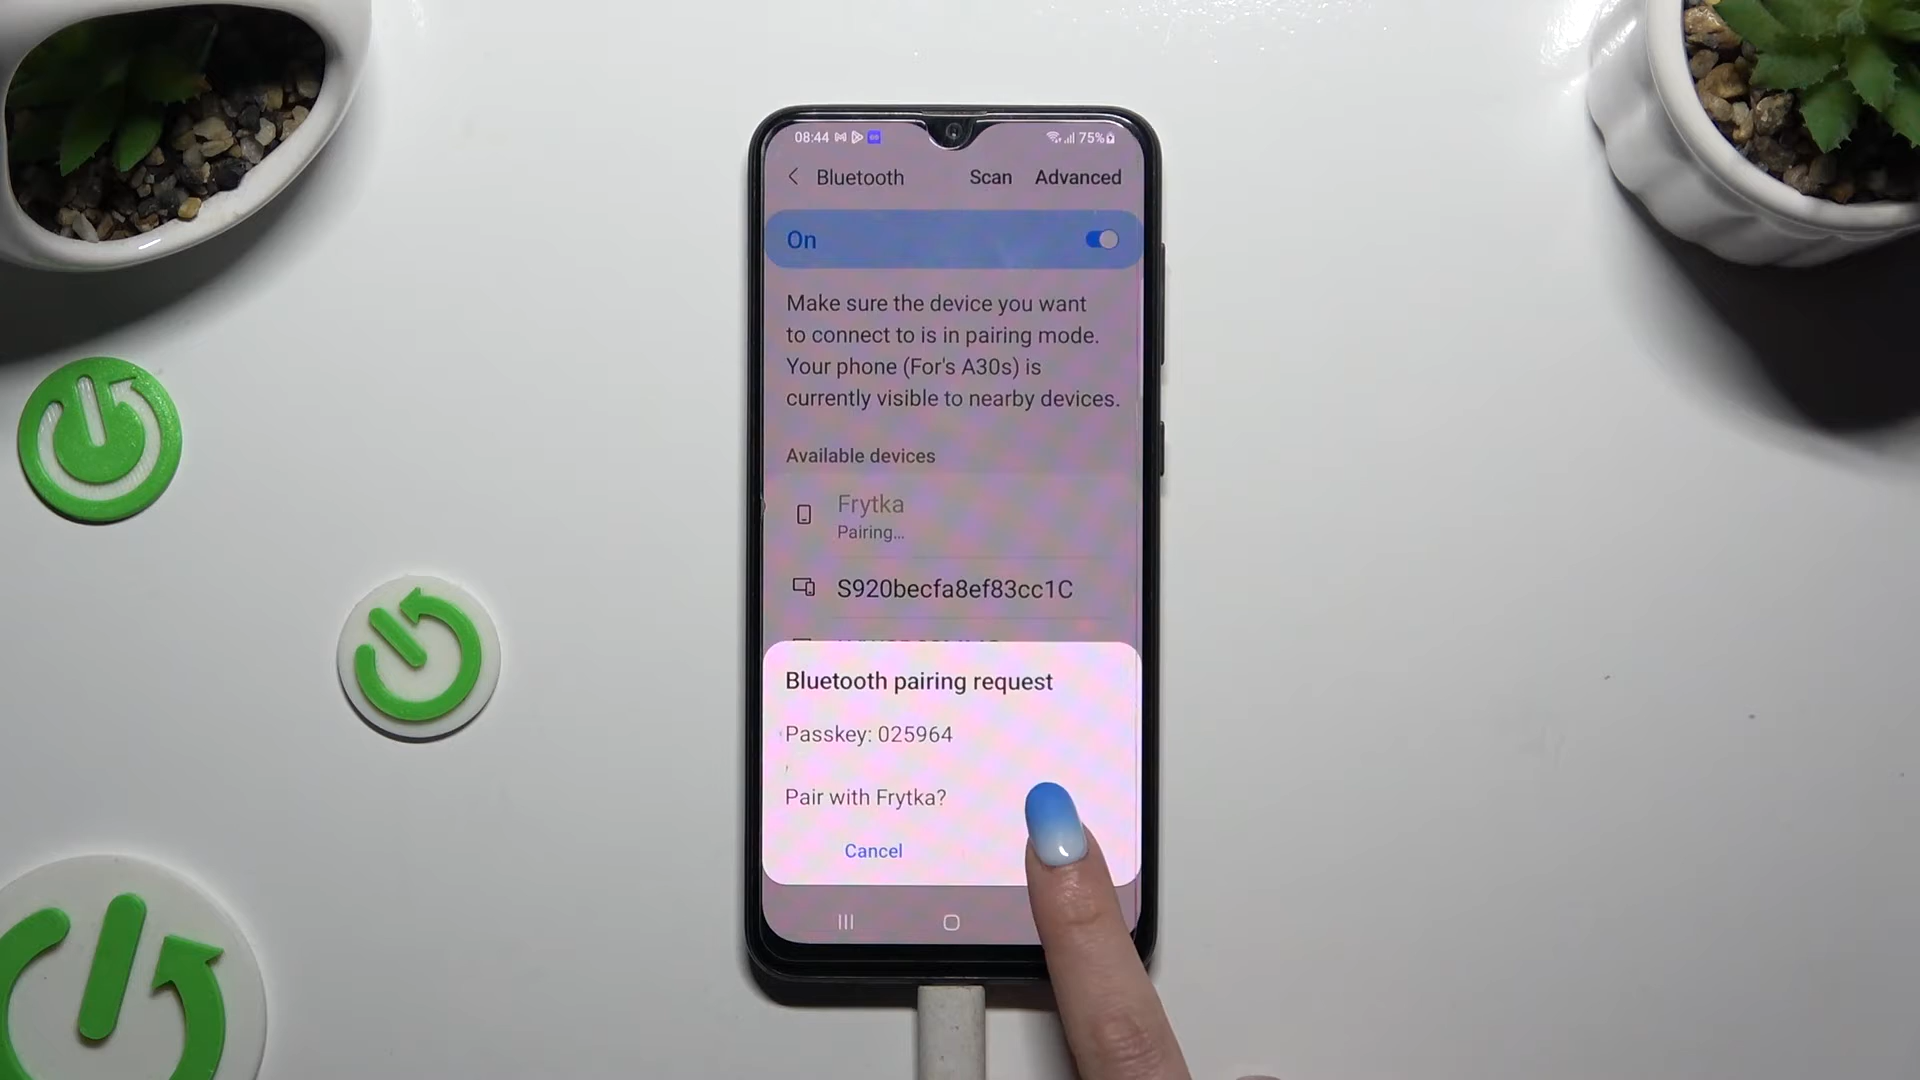 08:44
75%
Bluetooth
Scan
Advanced
On
Make sure the device you want
to connect to is in pairing mode.
Your phone (For's A30s) is
currently visible to nearby devices.
Available devices
Frytka
Pairing...
S920becfa8ef83cc1C
Bluetooth pairing request
Passkey: 025964
Pair with Frytka?
Cancel